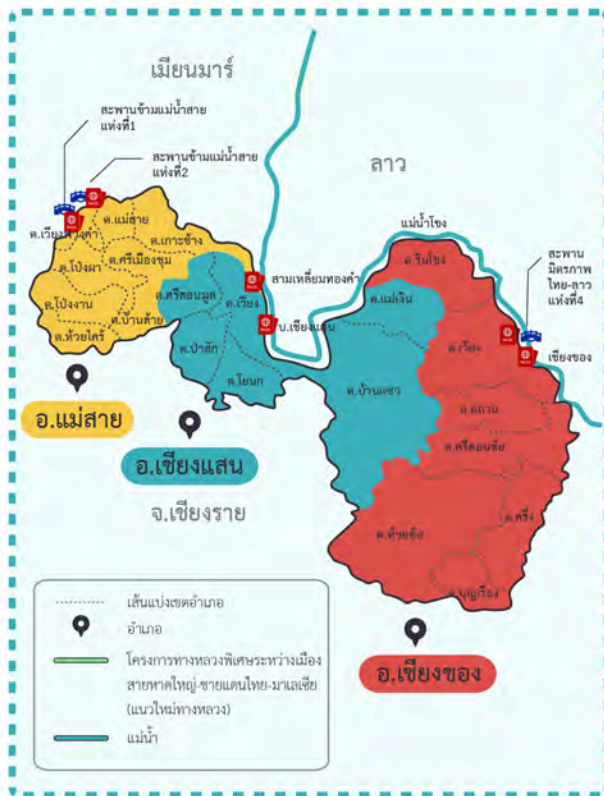 เมียนมาร์
สะพานข้ามแม่น้ำสาย
แห่งที่1
สะพานข้ามแม่น้ำสาย
แห่งที่2
ลาว
แม่น้ำโขง
สะพาน
มิตรภาพ
ไทย-ลาว
แห่งที่4
เชียงของ
สามเหลี่ยมทองคำ
บ.เชียงแสน
ต.แม่สาย
ต.เกาะช้าง
ต.ศรีเมืองชุม
ต.โป่งผา
ต.โป่งงาม
ต.บ้านด้าย
ต.ห้วยไคร้
ต.ศรีดอนมูล
ต.เวียง
ต.ป่าสัก
ต.โยนก
ต.แม่เงิน
ต.บ้านแซว
ต.ริมโขง
ต.เวียง
ต.สถาน
ต.ศรีดอนชัย
ต.ห้วยซ้อ
ต.ครึ่ง
ต.บุญเรือง
อ.แม่สาย
อ.เชียงแสน
จ.เชียงราย
อ.เชียงของ
เส้นแบ่งเขตอำเภอ
อำเภอ
โครงการทางหลวงพิเศษระหว่างเมือง
สายหาดใหญ่-ชายแดนไทย-มาเลเซีย
(แนวใหม่ทางหลวง)
แม่น้ำ